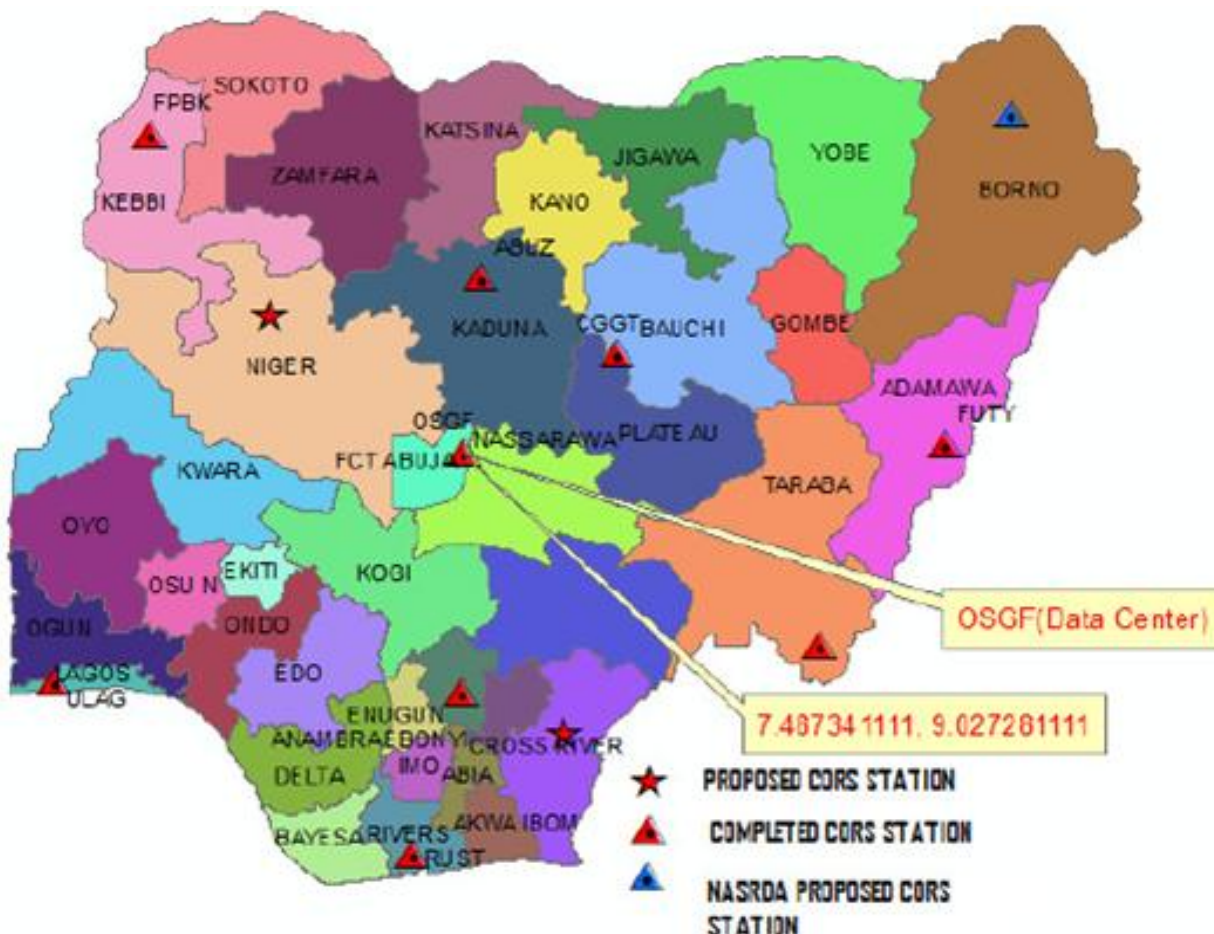 SOKOTO
FPBK
KATSINA
ZAMFARA
KEBBI
JIGAWA
YOBE
KANO
BORNO
ABUZ
KADUNA
CGGT
BAUCHI
GOMBE
NIGER
ADAMAWA
FUTY
OSGF
NASSARAWA
PLATEAU
FCT ABUJA
KWARA
TARABA
OYO
EKITI
KOGI
OSUN
OSGF(Data Center)
OGUN
ONDO
EDO
LAGOS
ULAG
ENUGUN
7.487341111, 9.027281111
ANAMBRA
EBONYI
CROSS RIVER
IMO
ABIA
DELTA
PROPOSED CORS STATION
AKWA IBOM
COMPLETED CORS STATION
BAYESA
RIVERS
RUST
NASRDA PROPOSED CORS
STATION